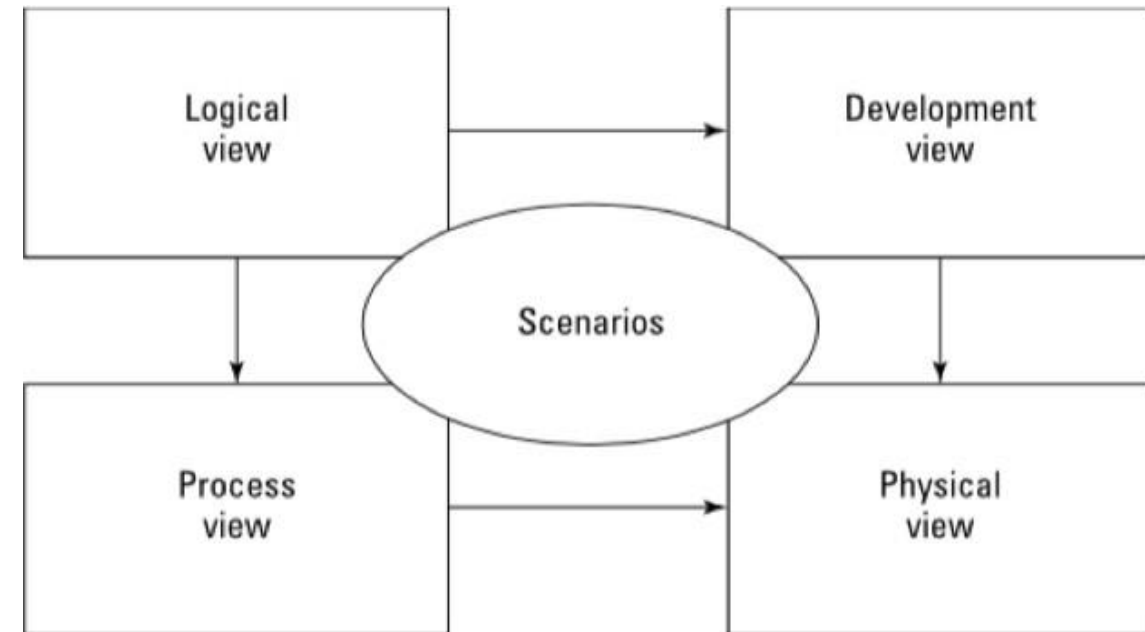 Logical
view
Development
view
Scenarios
Process
view
Physical
view